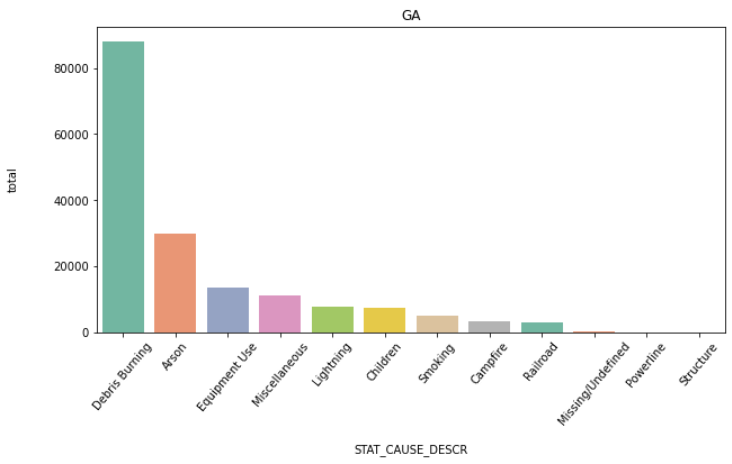 GA
total
80000
60000
40000
20000
0
Debris Burning
Arson
Equipment Use
Miscellaneous
Lightning
Children
Smoking
Campfire
Railroad
Missing/Undefined
Powerline
Structure
STAT_CAUSE_DESCR